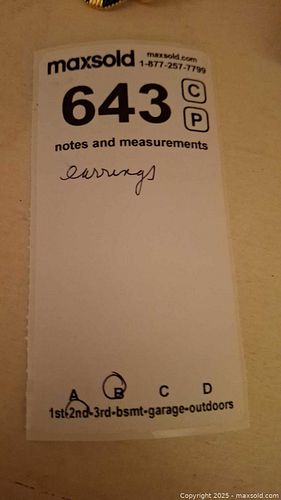 maxsold maxsold.com
1-877-257-7799
643 C
P
notes and measurements
earrings
A B C D
1st-2nd-3rd-bsmt-garage-outdoors
Copyright 2025 - maxsold.com